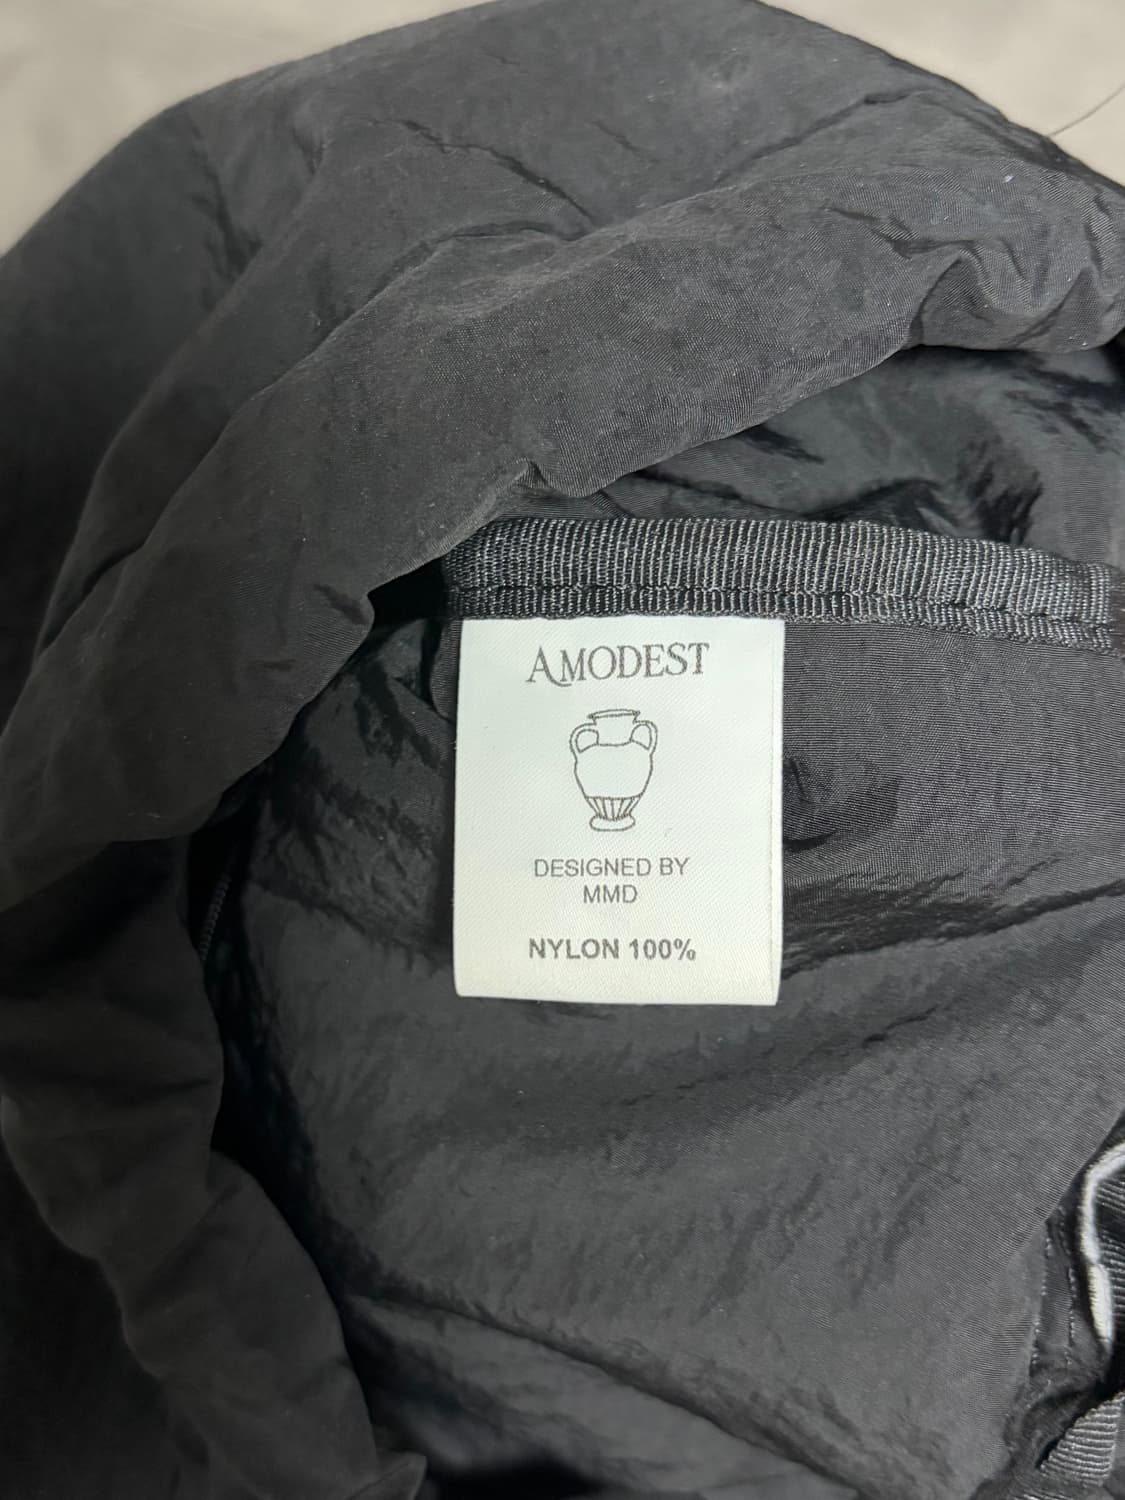 AMODEST
DESIGNED BY
MMD
NYLON 100%